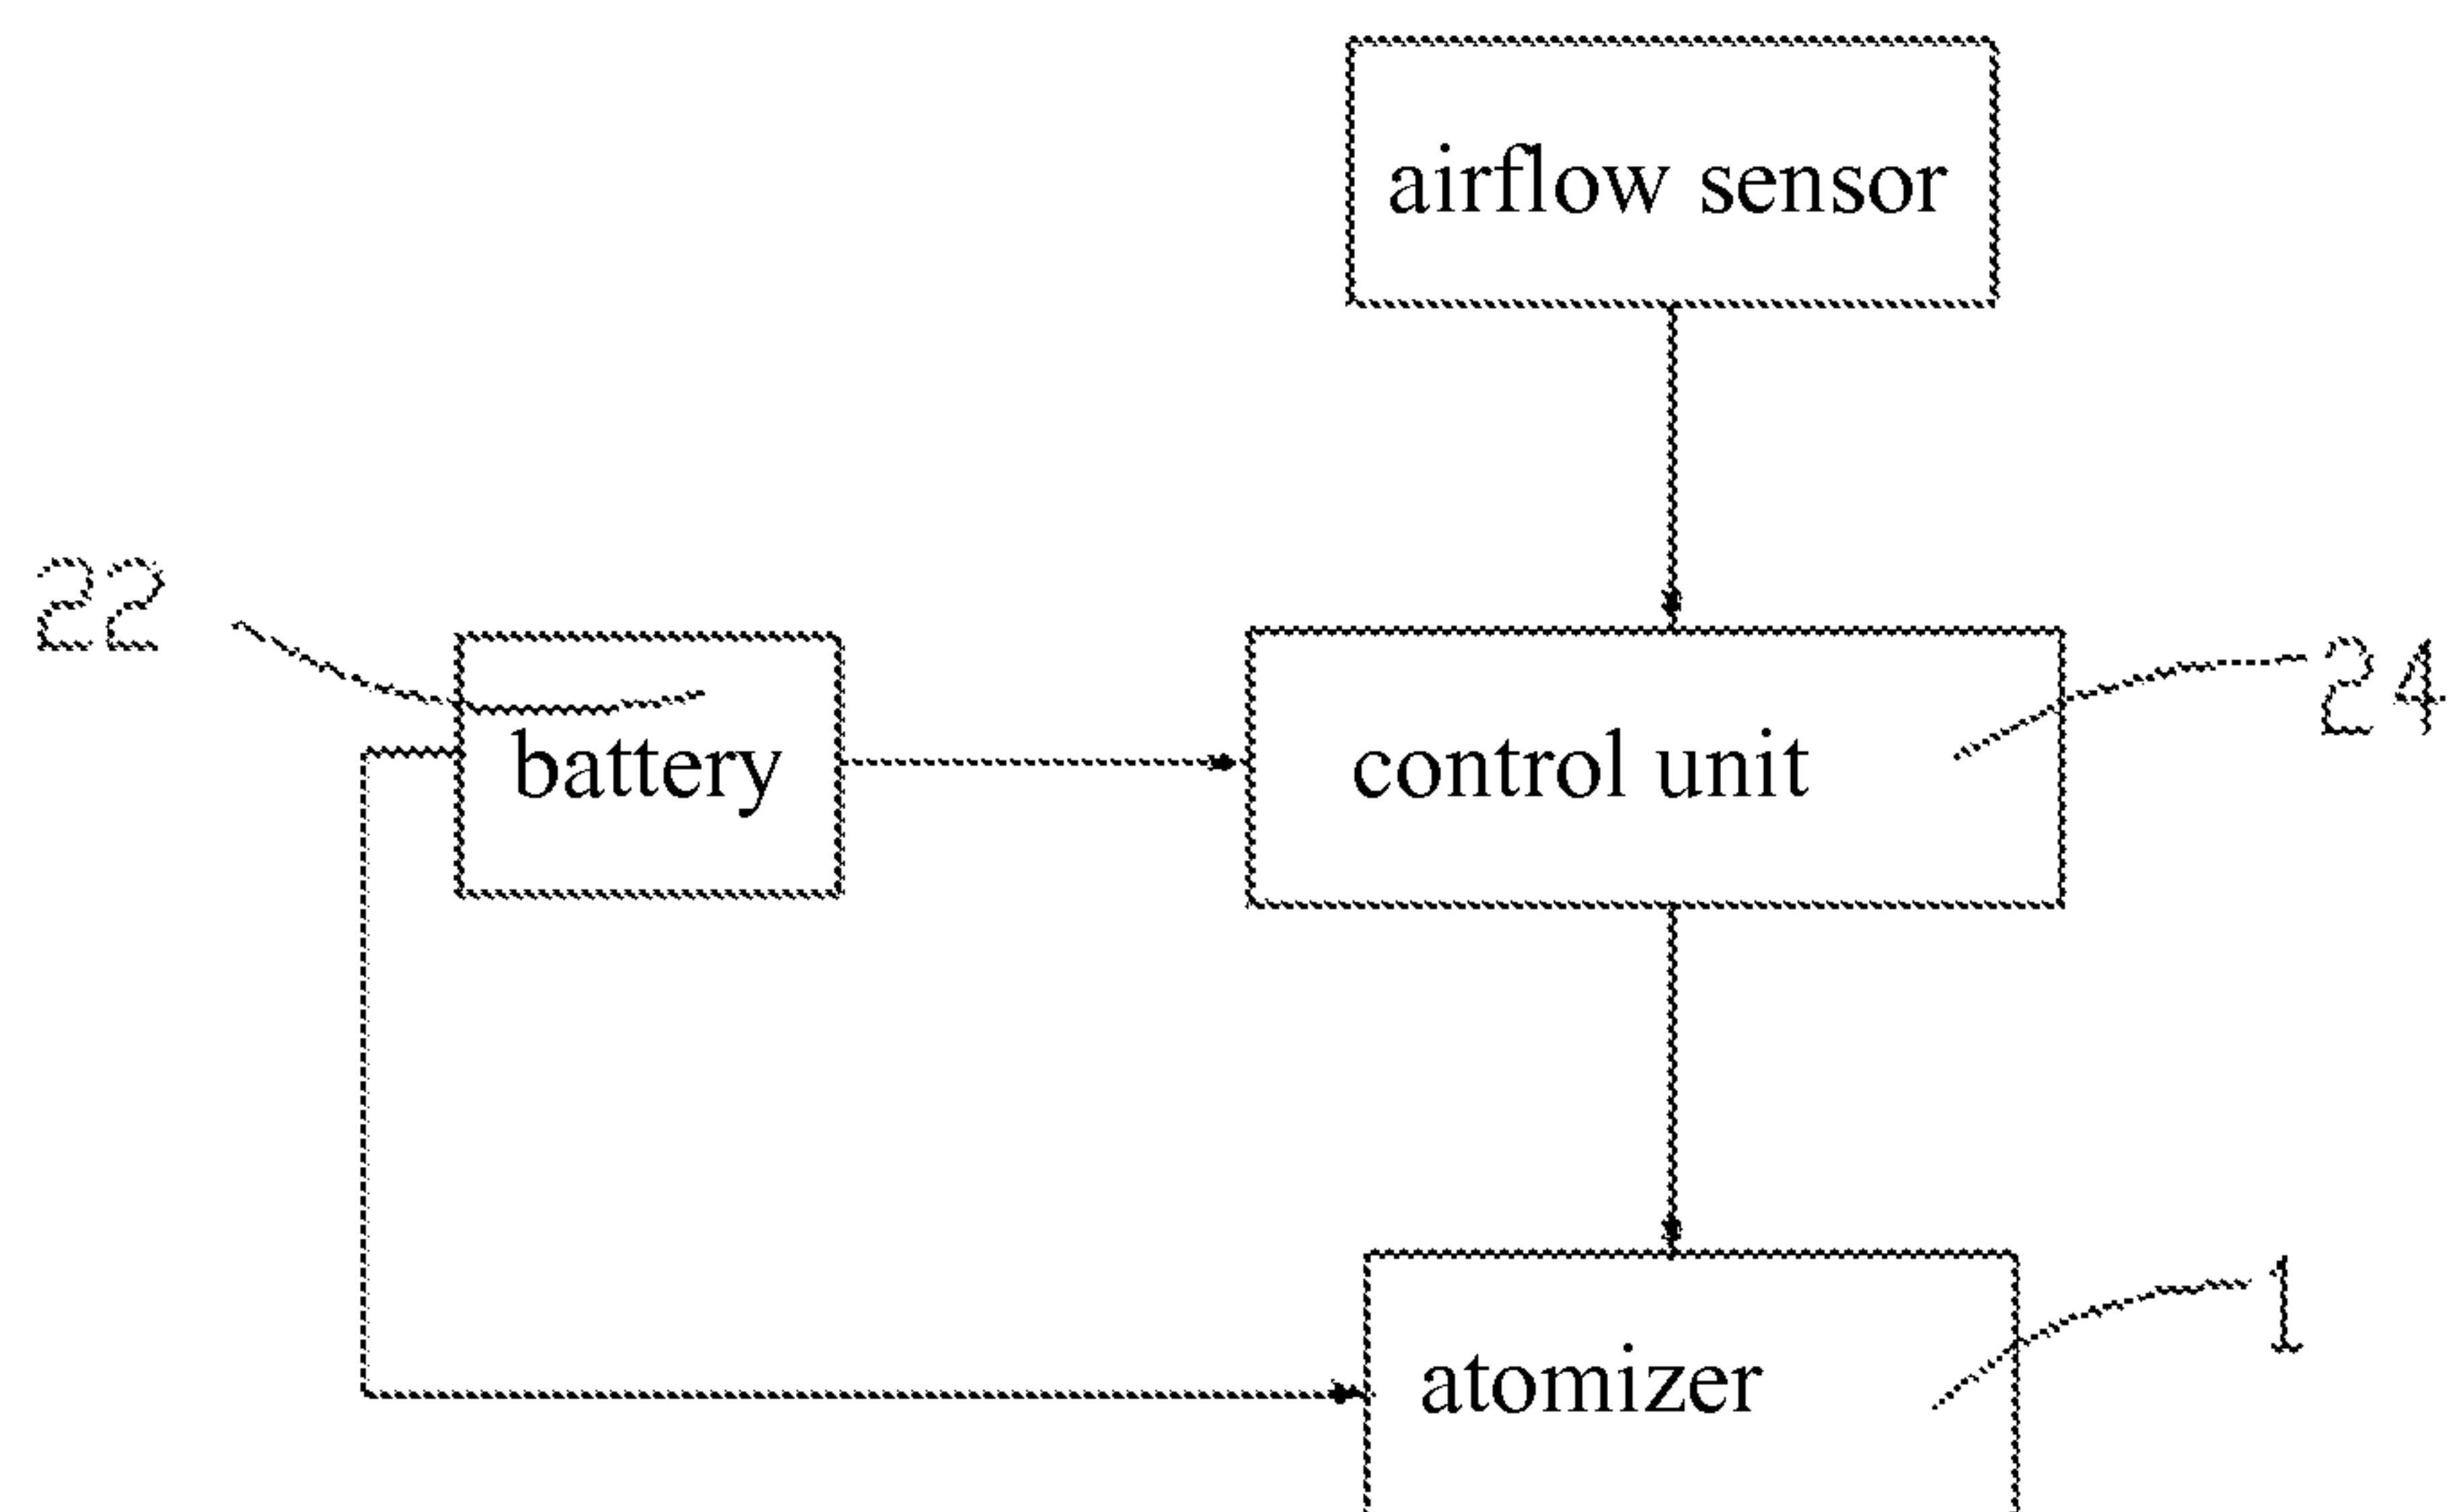 airflow sensor
22
battery
control unit
24
atomizer
1